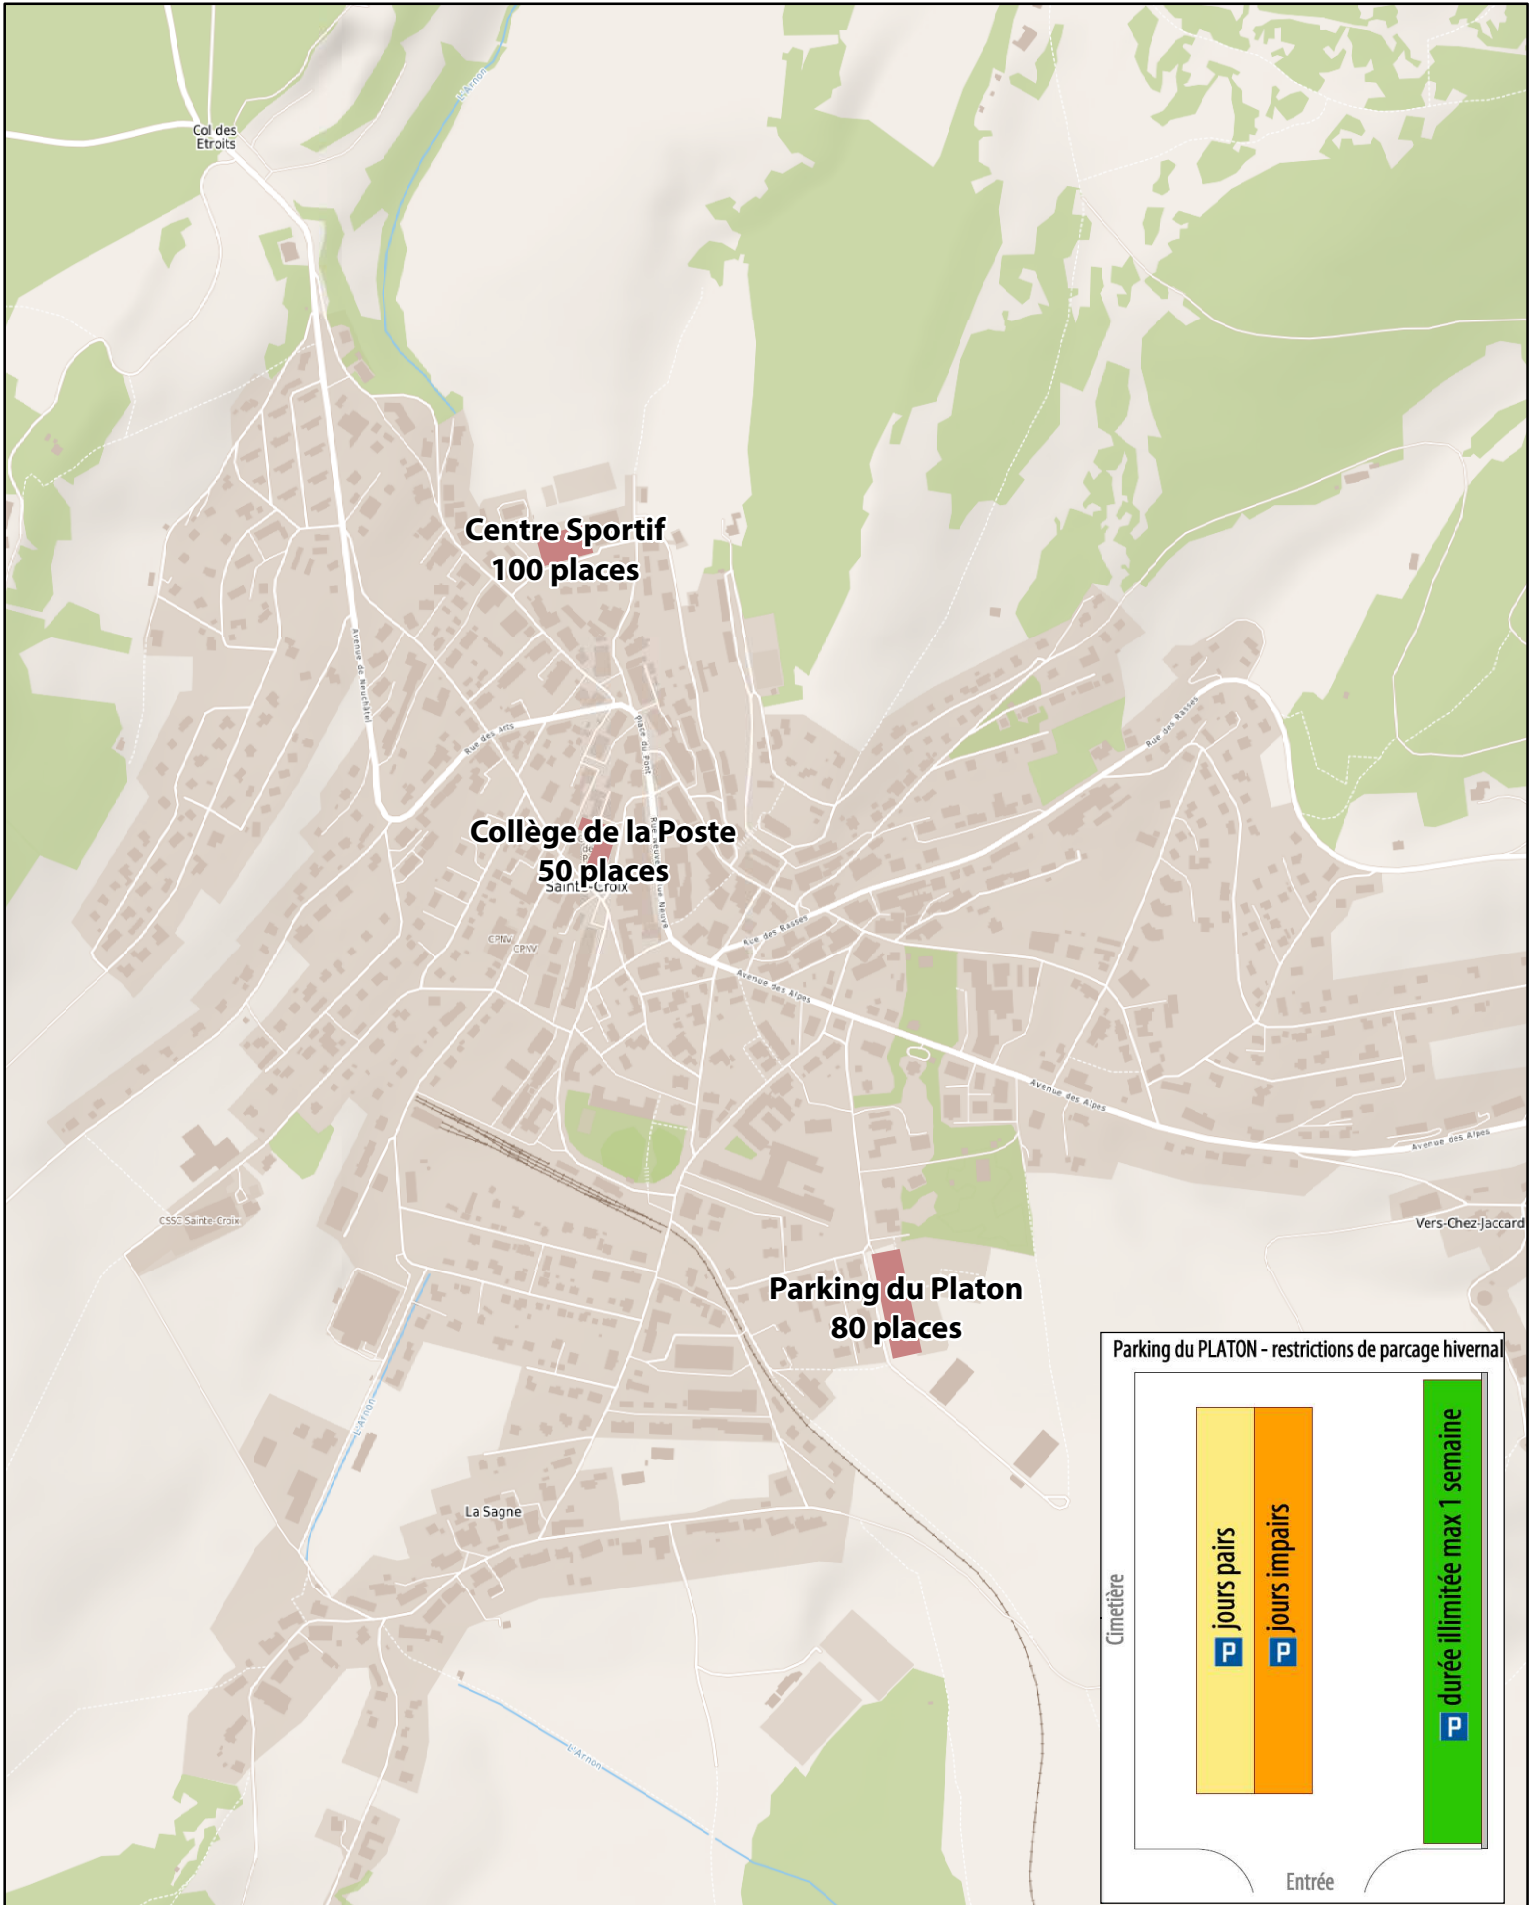 L'Arnon
Col des
Etroits
Centre Sportif
100 places
Avenue de Neuchâtel
Rue des Arts
place du Pont
Rue des Rasses
Collège de la Poste
50 places
Rue Neuve
Rue Neuve
Sainte-Croix
CPNV
CPNV
Rue des Rasses
Avenue des Alpes
Avenue des Alpes
Avenue des Alpes
CSSC Sainte-Croix
Vers-Chez-Jaccard
Parking du Platon
80 places
L'Arnon
La Sagne
L'Arnon
Parking du PLATON - restrictions de parcage hivernal
Cimetière
P jours pairs
P jours impairs
P durée illimitée max 1 semaine
Entrée